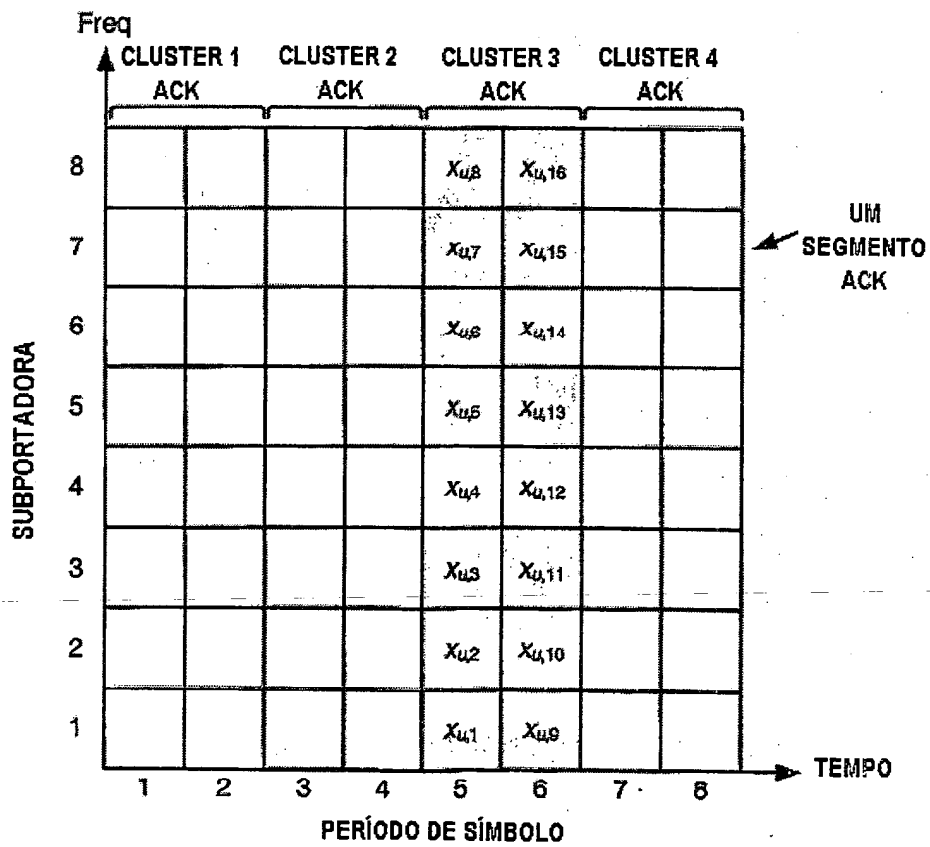 Freq
CLUSTER 1 CLUSTER 2 CLUSTER 3 CLUSTER 4
ACK ACK ACK ACK
8 Xu,8 Xu,16
7 Xu,7 Xu,15
6 Xu,6 Xu,14
5 Xu,5 Xu,13
4 Xu,4 Xu,12
3 Xu,3 Xu,11
2 Xu,2 Xu,10
1 Xu,1 Xu,9
UM
SEGMENTO
ACK
SUBPORTADORA
TEMPO
1 2 3 4 5 6 7 8
PERÍODO DE SÍMBOLO